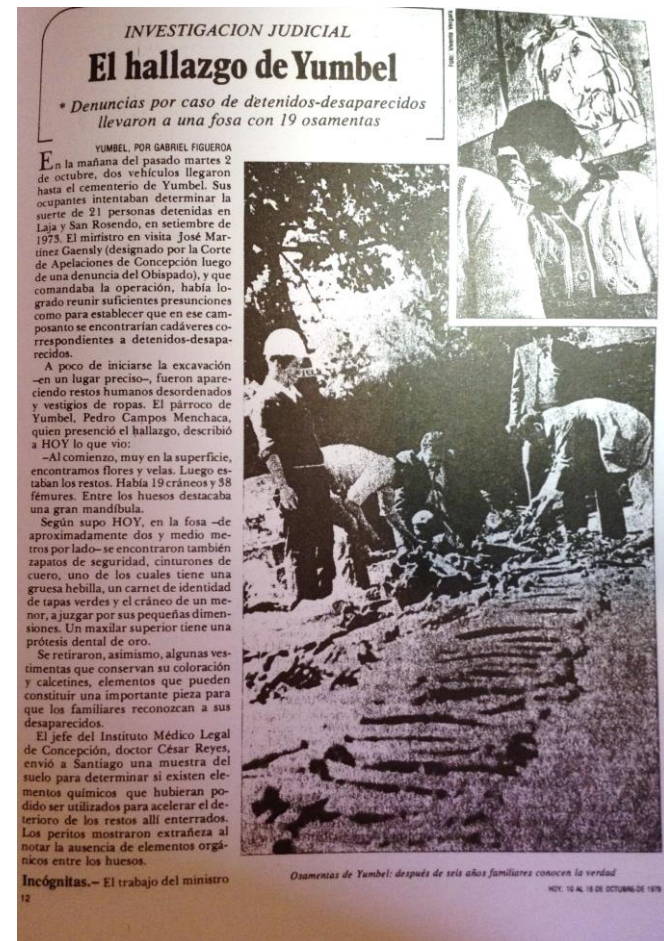 INVESTIGACION JUDICIAL
El hallazgo de Yumbel
* Denuncias por caso de detenidos-desaparecidos
llevaron a una fosa con 19 osamentas
Foto: Vicente Vergara
YUMBEL, POR GABRIEL FIGUEROA
En la mañana del pasado martes 2
de octubre, dos vehículos llegaron
hasta el cementerio de Yumbel. Sus
ocupantes intentaban determinar la
suerte de 21 personas detenidas en
Laja y San Rosendo, en setiembre de
1973. El ministro en visita José Mar-
tínez Gaensly (designado por la Corte
de Apelaciones de Concepción luego
de una denuncia del Obispado), y que
comandaba la operación, había lo-
grado reunir suficientes presunciones
como para establecer que en ese cam-
posanto se encontrarían cadáveres co-
rrespondientes a detenidos-desapa-
recidos.
A poco de iniciarse la excavación
–en un lugar preciso–, fueron apare-
ciendo restos humanos desordenados
y vestigios de ropas. El párroco de
Yumbel, Pedro Campos Menchaca,
quien presenció el hallazgo, describió
a HOY lo que vio:
–Al comienzo, muy en la superficie,
encontramos flores y velas. Luego es-
taban los restos. Había 19 cráneos y 38
fémures. Entre los huesos destacaba
una gran mandíbula.
Según supo HOY, en la fosa –de
aproximadamente dos y medio me-
tros por lado– se encontraron también
zapatos de seguridad, cinturones de
cuero, uno de los cuales tiene una
gruesa hebilla, un carnet de identidad
de tapas verdes y el cráneo de un me-
nor, a juzgar por sus pequeñas dimen-
siones. Un maxilar superior tiene una
prótesis dental de oro.
Se retiraron, asimismo, algunas ves-
timentas que conservan su coloración
y calcetines, elementos que pueden
constituir una importante pieza para
que los familiares reconozcan a sus
desaparecidos.
El jefe del Instituto Médico Legal
de Concepción, doctor César Reyes,
envió a Santiago una muestra del
suelo para determinar si existen ele-
mentos químicos que hubieran po-
dido ser utilizados para acelerar el de-
terioro de los restos allí enterrados.
Los peritos mostraron extrañeza al
notar la ausencia de elementos orgá-
nicos entre los huesos.
Incógnitas.– El trabajo del ministro
Osamentas de Yumbel: después de seis años familiares conocen la verdad
12
HOY, 10 AL 16 DE OCTUBRE DE 1979